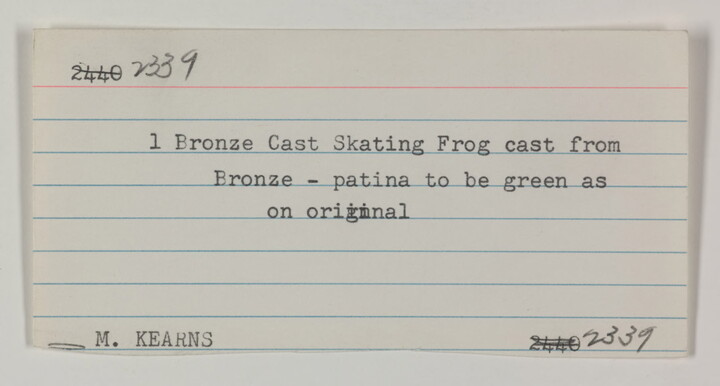 2440 2339
1 Bronze Cast Skating Frog cast from
Bronze - patina to be green as
on original
M. KEARNS
2440 2339